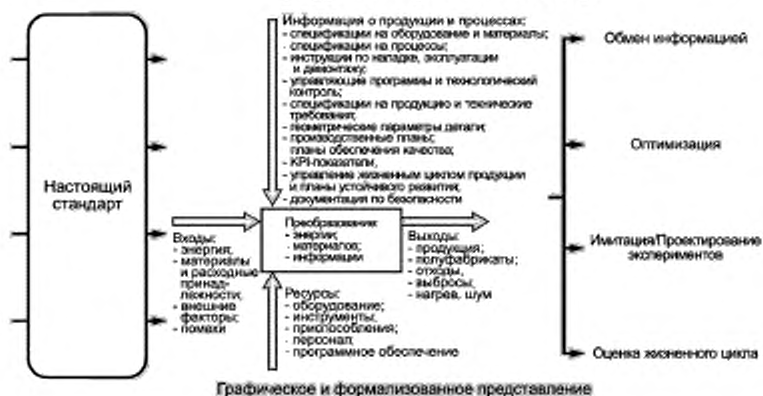 Настоящий
стандарт
Информация о продукции и процессах:
- спецификации на оборудование и материалы;
- спецификации на процессы;
- инструкции по наладке, эксплуатации
и демонтажу;
- управляющие программы и технологический
контроль;
- спецификации на продукцию и технические
требования;
- геометрические параметры детали;
- производственные планы;
планы обеспечения качества;
- KPI-показатели,
- управление жизненным циклом продукции
и планы устойчивого развития;
- документация по безопасности
Входы:
- энергия;
- материалы
и расходные
принад-
лежности;
- внешние
факторы;
- помехи
Преобразование:
- энергии;
- материалов;
- информации
Выходы:
- продукция;
- полуфабрикаты;
- отходы,
- выбросы,
- нагрев, шум
Ресурсы:
- оборудование;
- инструменты,
- приспособления;
- персонал;
- программное обеспечение
Обмен информацией
Оптимизация
Имитация/Проектирование
экспериментов
Оценка жизненного цикла
Графическое и формализованное представление